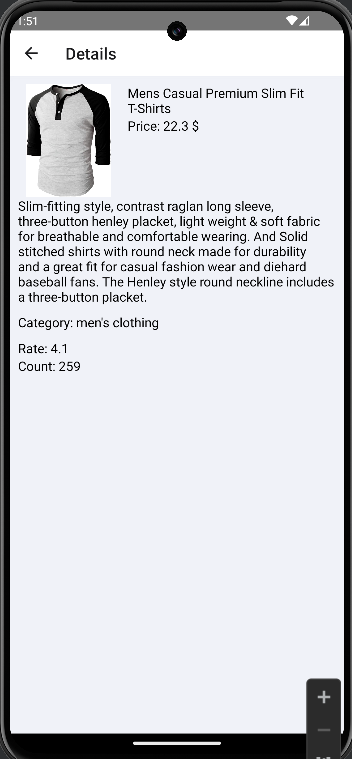 1:51
Details
Mens Casual Premium Slim Fit
T-Shirts
Price: 22.3 $
Slim-fitting style, contrast raglan long sleeve,
three-button henley placket, light weight & soft fabric
for breathable and comfortable wearing. And Solid
stitched shirts with round neck made for durability
and a great fit for casual fashion wear and diehard
baseball fans. The Henley style round neckline includes
a three-button placket.
Category: men's clothing
Rate: 4.1
Count: 259